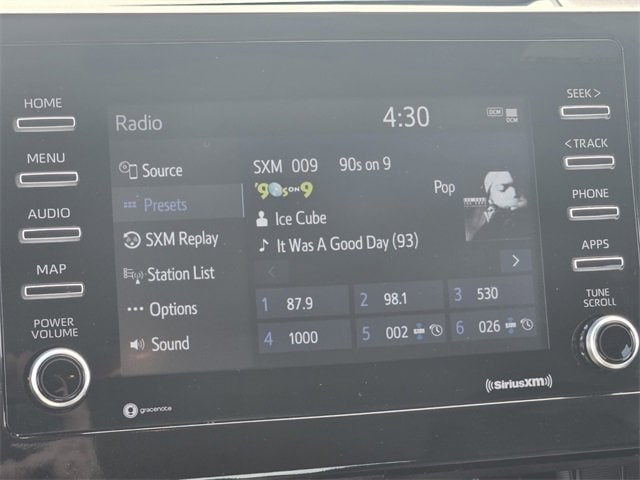 HOME
MENU
AUDIO
MAP
POWER
VOLUME
Radio
4:30
DCM
DCM
Source
Presets
SXM Replay
Station List
Options
Sound
SXM 009 90s on 9
'90s ON 9
Pop
Ice Cube
It Was A Good Day (93)
<
>
1 87.9
2 98.1
3 530
4 1000
5 002
6 026
SEEK >
< TRACK
PHONE
APPS
TUNE
SCROLL
gracenote
SiriusXM